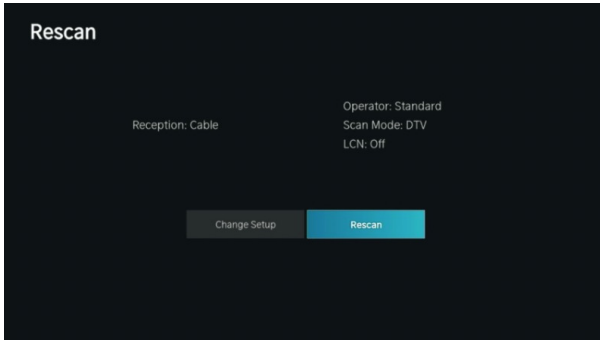 Rescan
Reception: Cable
Operator: Standard
Scan Mode: DTV
LCN: Off
Change Setup
Rescan